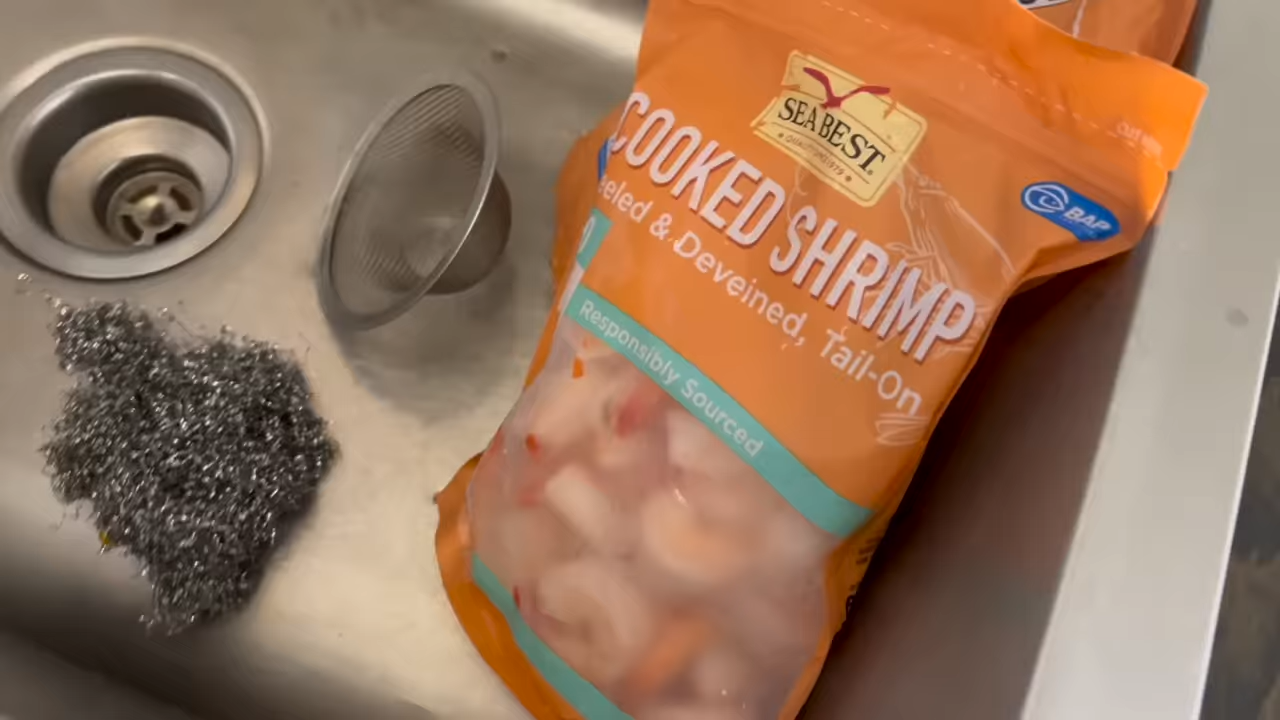 SEA BEST
COOKED SHRIMP
eeled & Deveined, Tail-On
Responsibly Sourced
BAP